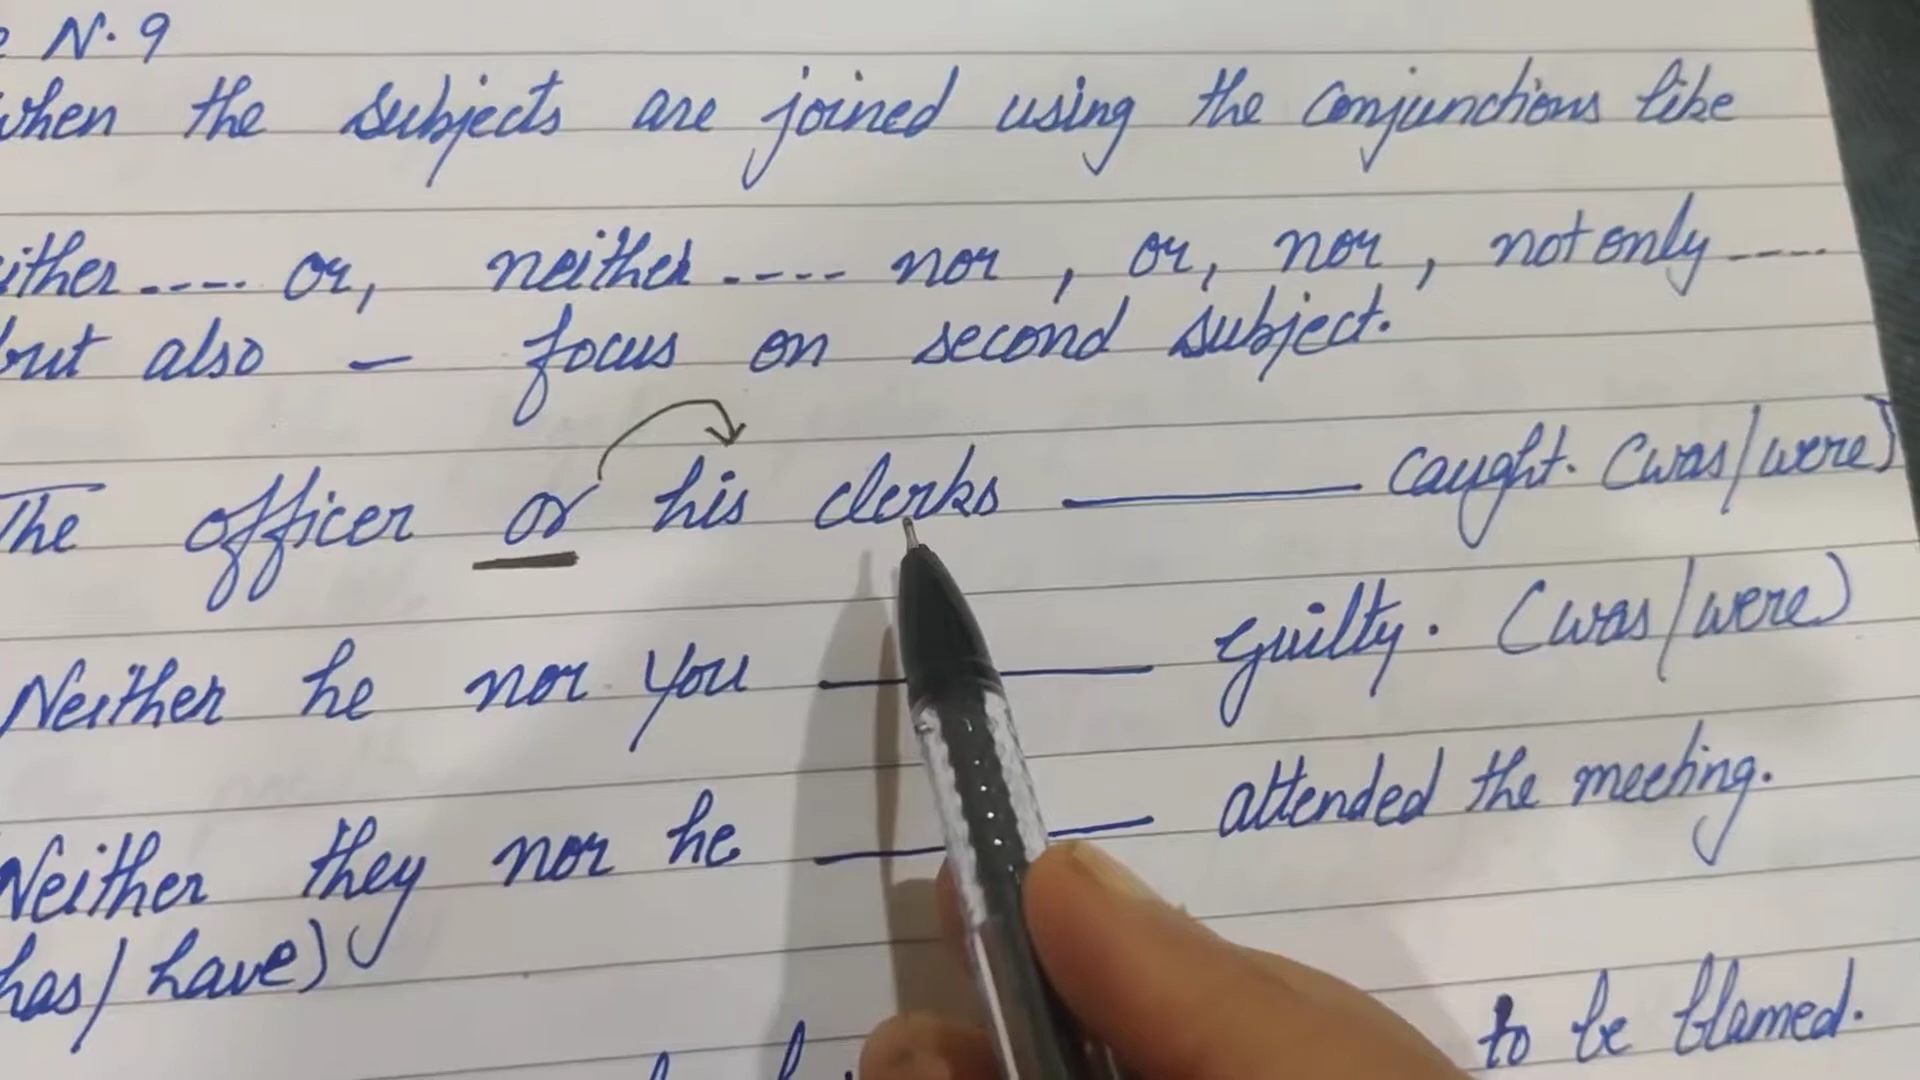 N. 9
when the subjects are joined using the conjunctions like
either .... or, neither .... nor, or, nor, not only ....
but also - focus on second subject.
The officer or his clerks ______ caught. (was/were)
Neither he nor you ______ guilty. (was/were)
Neither they nor he ______ attended the meeting.
has/have)
to be blamed.